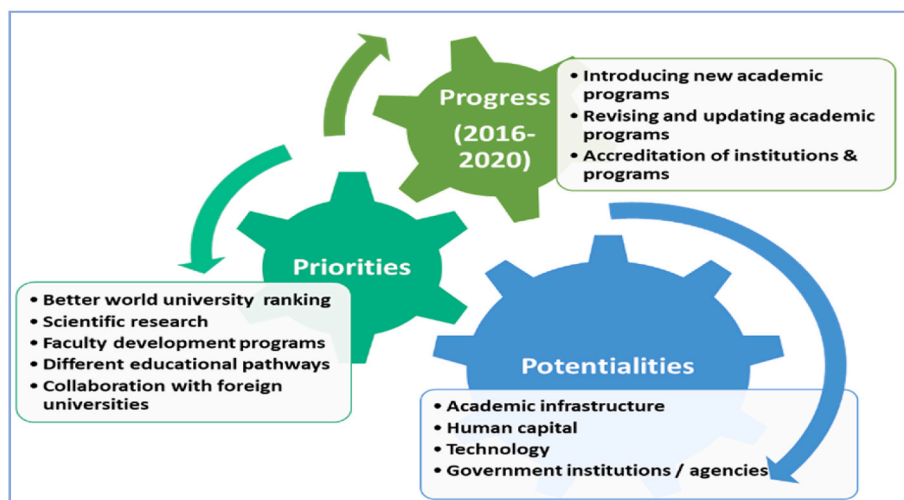 Progress
(2016-
2020)
• Introducing new academic
programs
• Revising and updating academic
programs
• Accreditation of institutions &
programs
Priorities
• Better world university ranking
• Scientific research
• Faculty development programs
• Different educational pathways
• Collaboration with foreign
universities
Potentialities
• Academic infrastructure
• Human capital
• Technology
• Government institutions / agencies